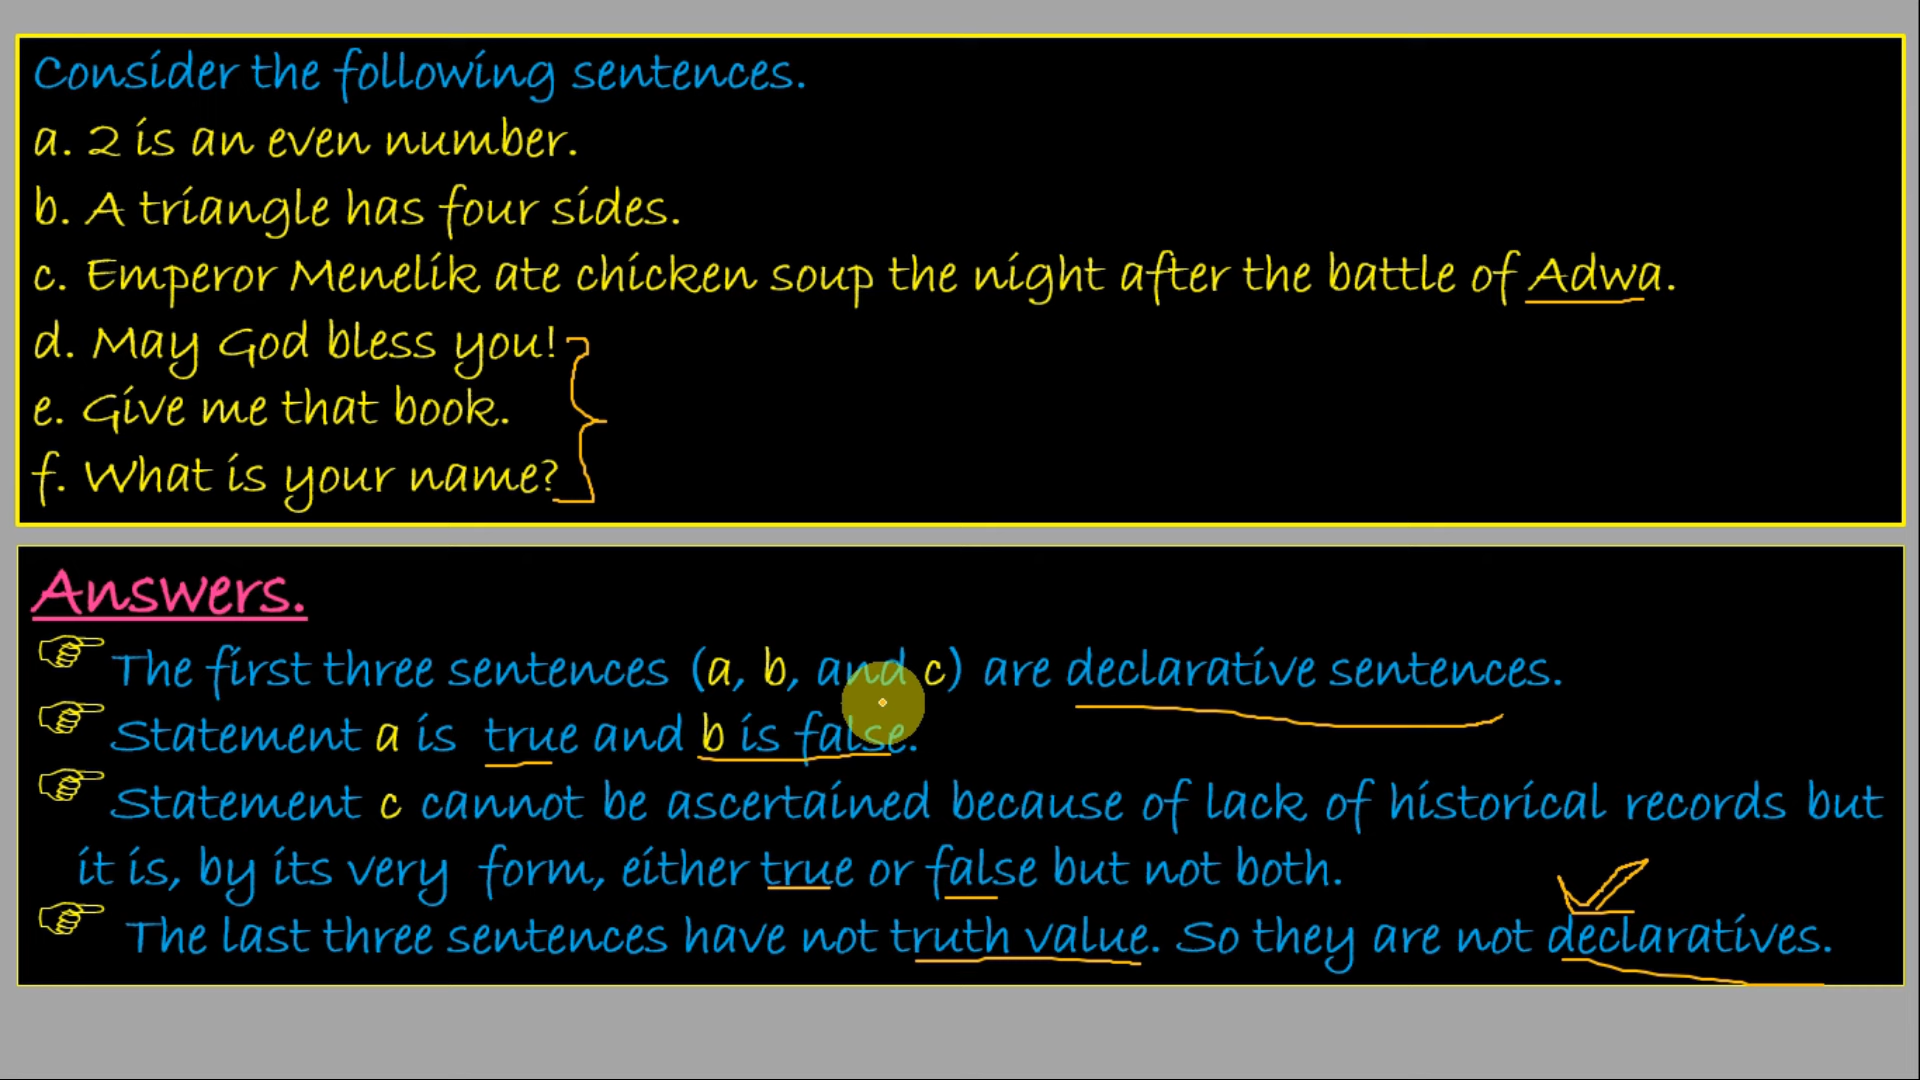 Consider the following sentences.
a. 2 is an even number.
b. A triangle has four sides.
c. Emperor Menelik ate chicken soup the night after the battle of Adwa.
d. May God bless you!
e. Give me that book.
f. What is your name?
Answers.
The first three sentences (a, b, and c) are declarative sentences.
Statement a is true and b is false.
Statement c cannot be ascertained because of lack of historical records but
it is, by its very form, either true or false but not both.
The last three sentences have not truth value. So they are not declaratives.